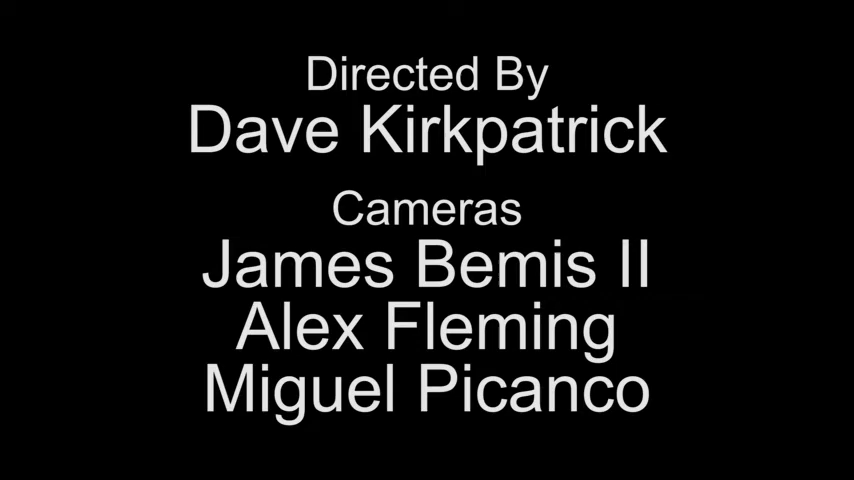 Directed By
Dave Kirkpatrick
Cameras
James Bemis II
Alex Fleming
Miguel Picanco